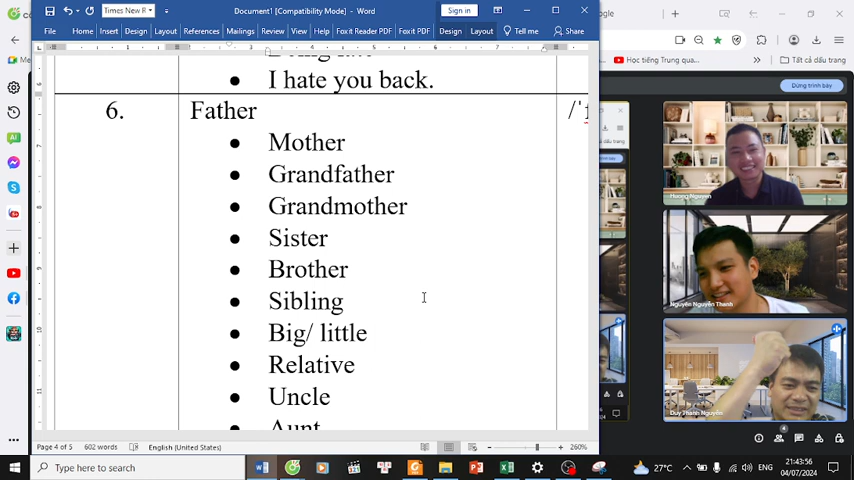 Times New R
Document1 [Compatibility Mode] - Word
Sign in
File Home Insert Design Layout References Mailings Review View Foxit Reader PDF Foxit PDF Design Layout Tell me Share
Học tiếng Trung qua...
Tất cả dấu trang
Dừng trình bày
I hate you back.
6. Father
Mother
Grandfather
Grandmother
Sister
Brother
Sibling
Big/ little
Relative
Uncle
Aunt
Huong Nguyen
Nguyên Nguyễn Thanh
Duy Thanh Nguyễn
4
Page 4 of 5 602 words English (United States) 260%
Type here to search
27°C
ENG
21:43:56
04/07/2024